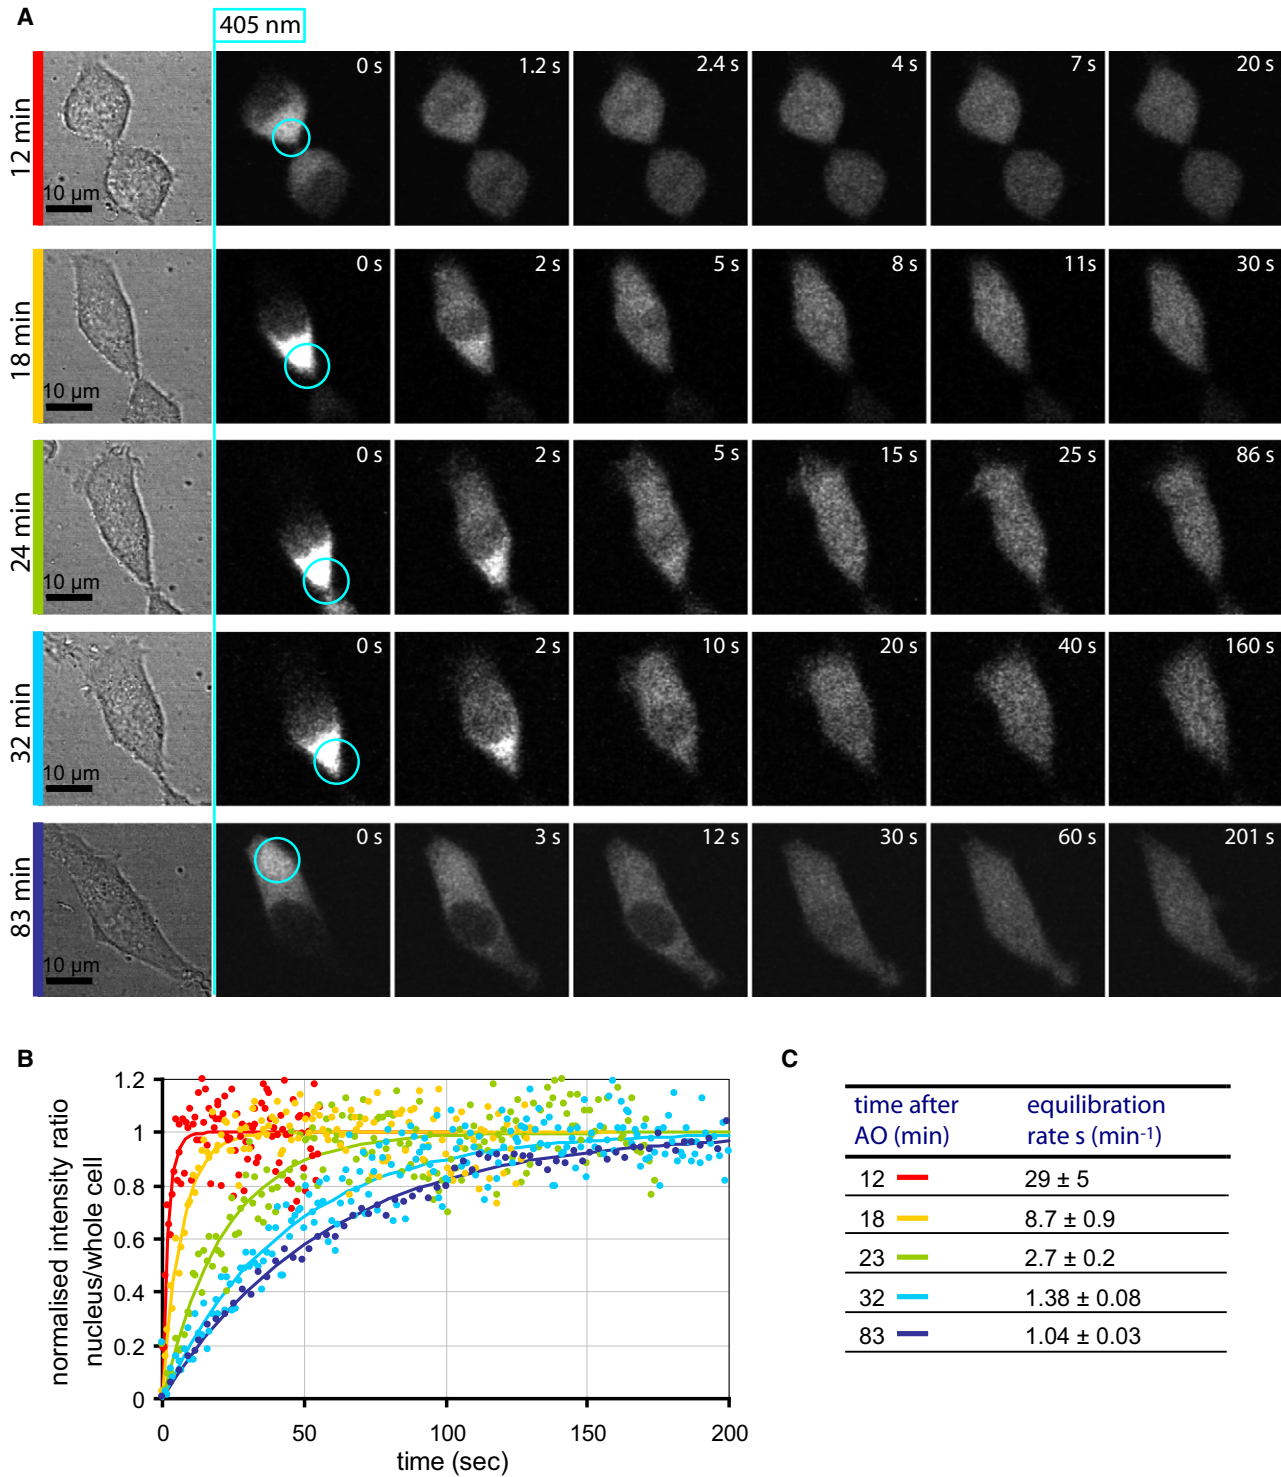 A
405 nm
12 min
10 µm
0 s
1.2 s
2.4 s
4 s
7 s
20 s
18 min
10 µm
0 s
2 s
5 s
8 s
11s
30 s
24 min
10 µm
0 s
2 s
5 s
15 s
25 s
86 s
32 min
10 µm
0 s
2 s
10 s
20 s
40 s
160 s
83 min
10 µm
0 s
3 s
12 s
30 s
60 s
201 s
B
normalised intensity ratio
nucleus/whole cell
1.2
1
0.8
0.6
0.4
0.2
0
0 50 100 150 200
time (sec)
C
time after equilibration
AO (min) rate s (min⁻¹)
12 29 ± 5
18 8.7 ± 0.9
23 2.7 ± 0.2
32 1.38 ± 0.08
83 1.04 ± 0.03